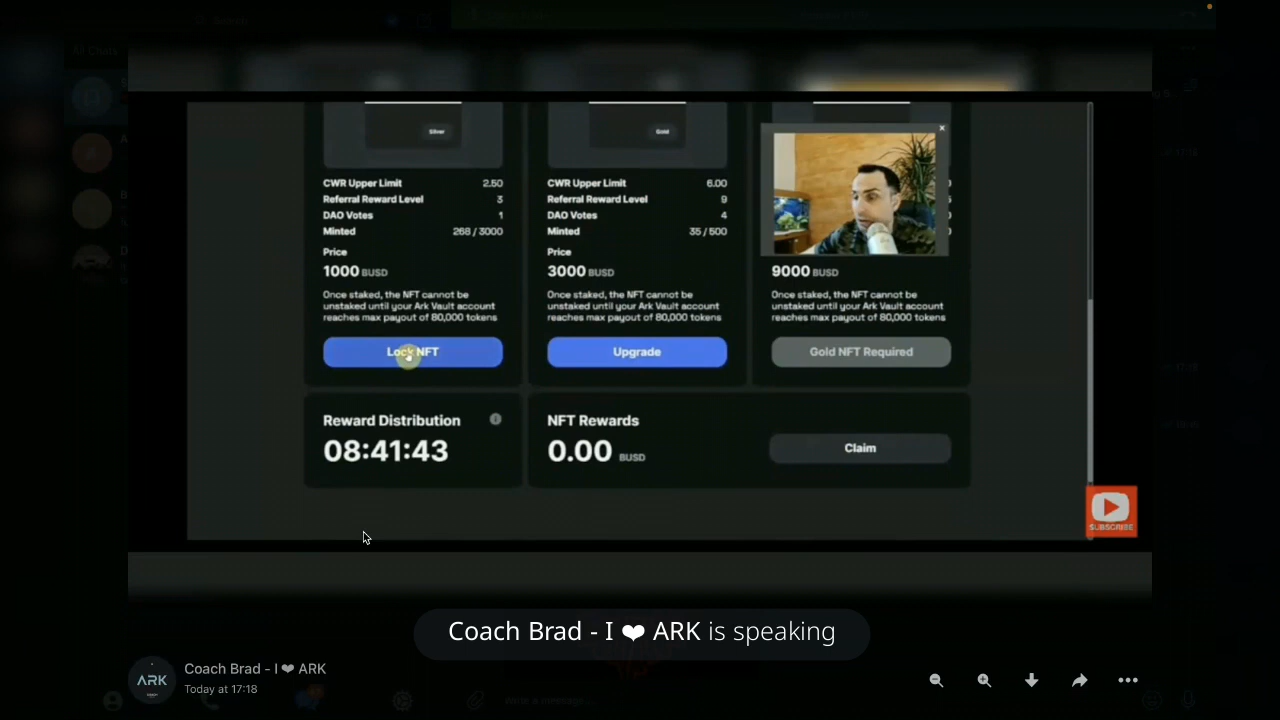 Search
All Chats
Silver
Gold
CWR Upper Limit 2.50
Referral Reward Level 3
DAO Votes 1
Minted 268 / 3000
Price
1000 BUSD
Once staked, the NFT cannot be
unstaked until your Ark Vault account
reaches max payout of 80,000 tokens
Lock NFT
CWR Upper Limit 6.00
Referral Reward Level 9
DAO Votes 4
Minted 35 / 500
Price
3000 BUSD
Once staked, the NFT cannot be
unstaked until your Ark Vault account
reaches max payout of 80,000 tokens
Upgrade
9000 BUSD
Once staked, the NFT cannot be
unstaked until your Ark Vault account
reaches max payout of 80,000 tokens
Gold NFT Required
Reward Distribution
08:41:43
NFT Rewards
0.00 BUSD
Claim
SUBSCRIBE
Coach Brad - I ❤ ARK is speaking
ARK
Coach Brad - I ❤ ARK
Today at 17:18
Write a message...